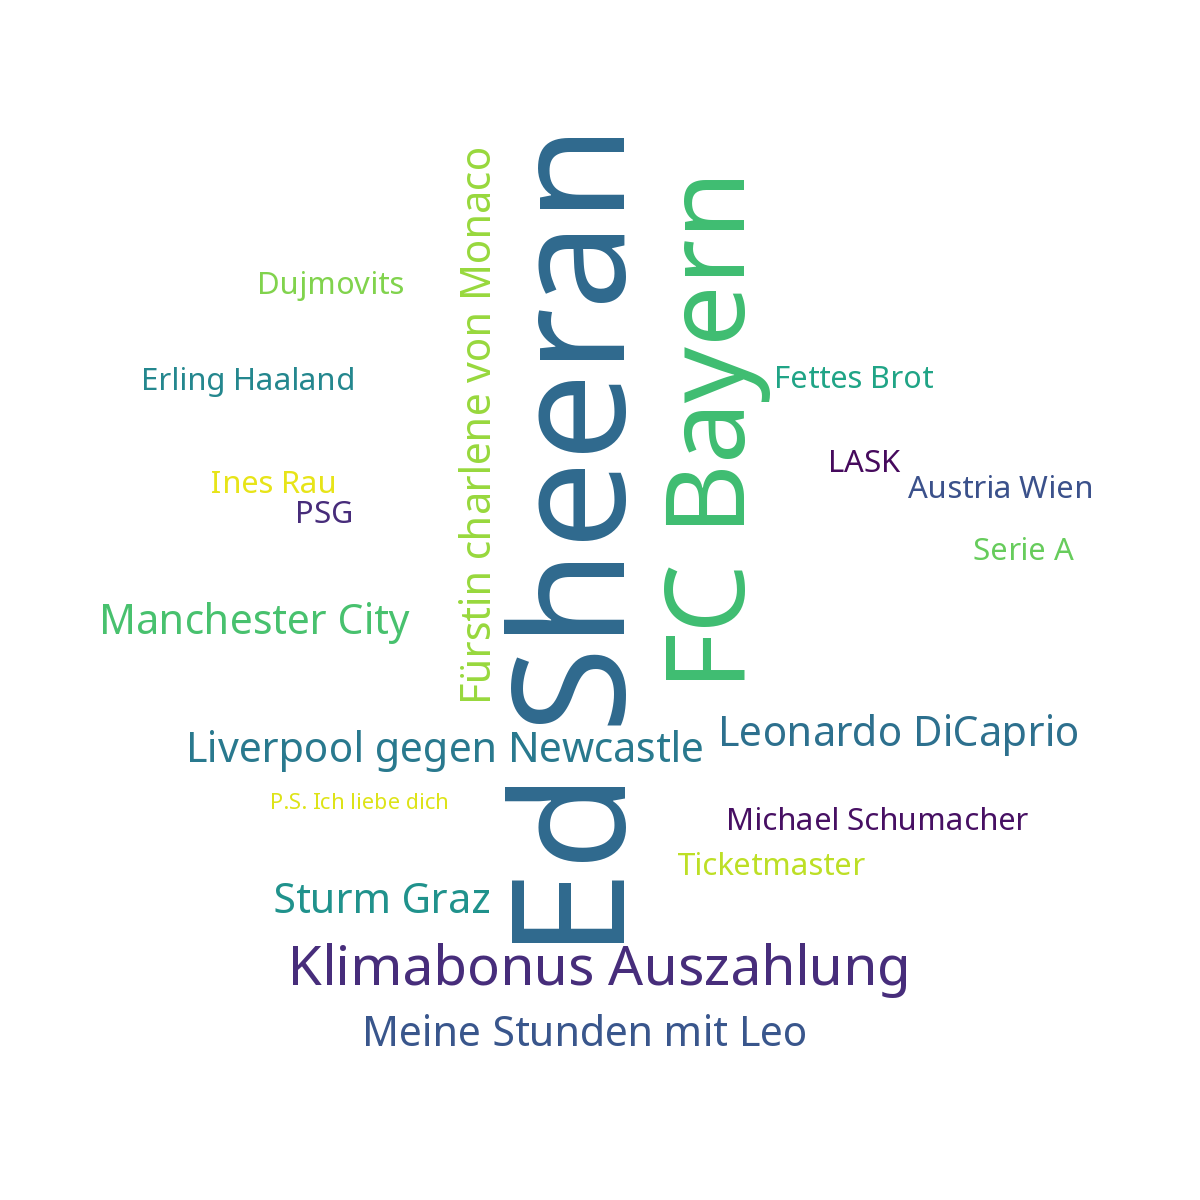 Ed Sheeran
FC Bayern
Fürstin charlene von Monaco
Dujmovits
Erling Haaland
Fettes Brot
LASK
Ines Rau
Austria Wien
PSG
Serie A
Manchester City
Leonardo DiCaprio
Liverpool gegen Newcastle
P.S. Ich liebe dich
Michael Schumacher
Ticketmaster
Sturm Graz
Klimabonus Auszahlung
Meine Stunden mit Leo